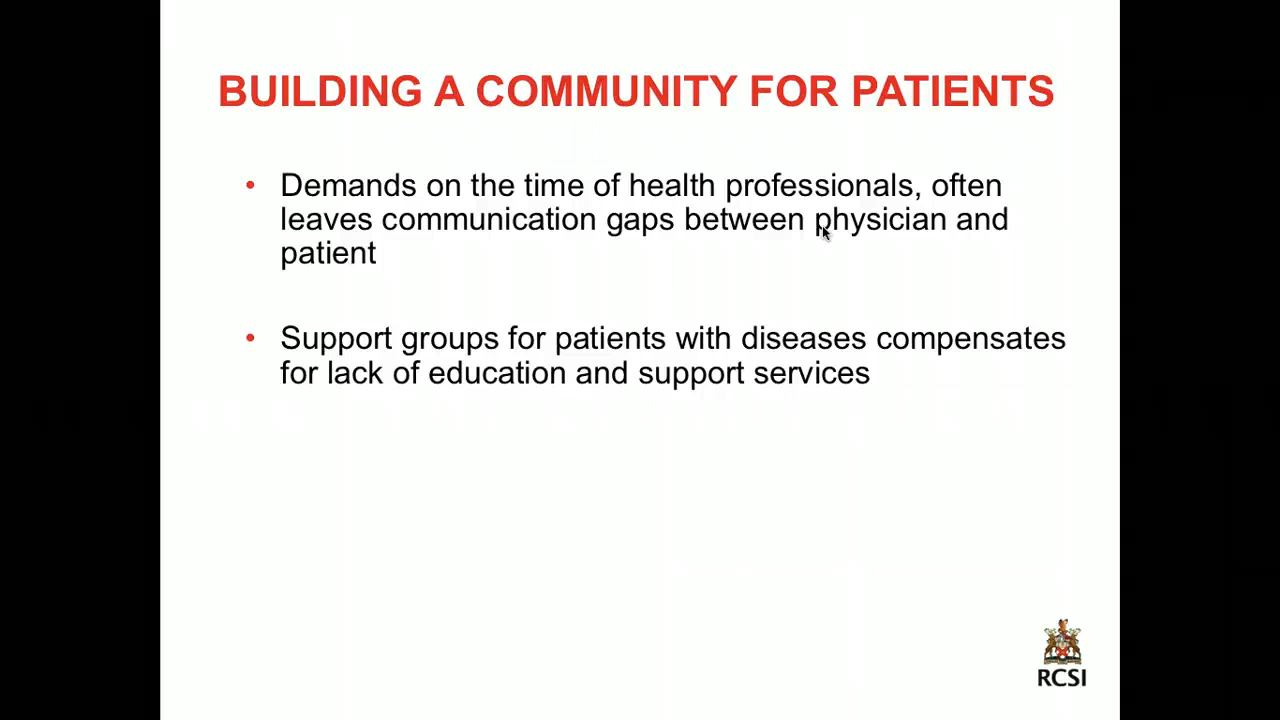 BUILDING A COMMUNITY FOR PATIENTS
• Demands on the time of health professionals, often
leaves communication gaps between physician and
patient
• Support groups for patients with diseases compensates
for lack of education and support services
RCSI